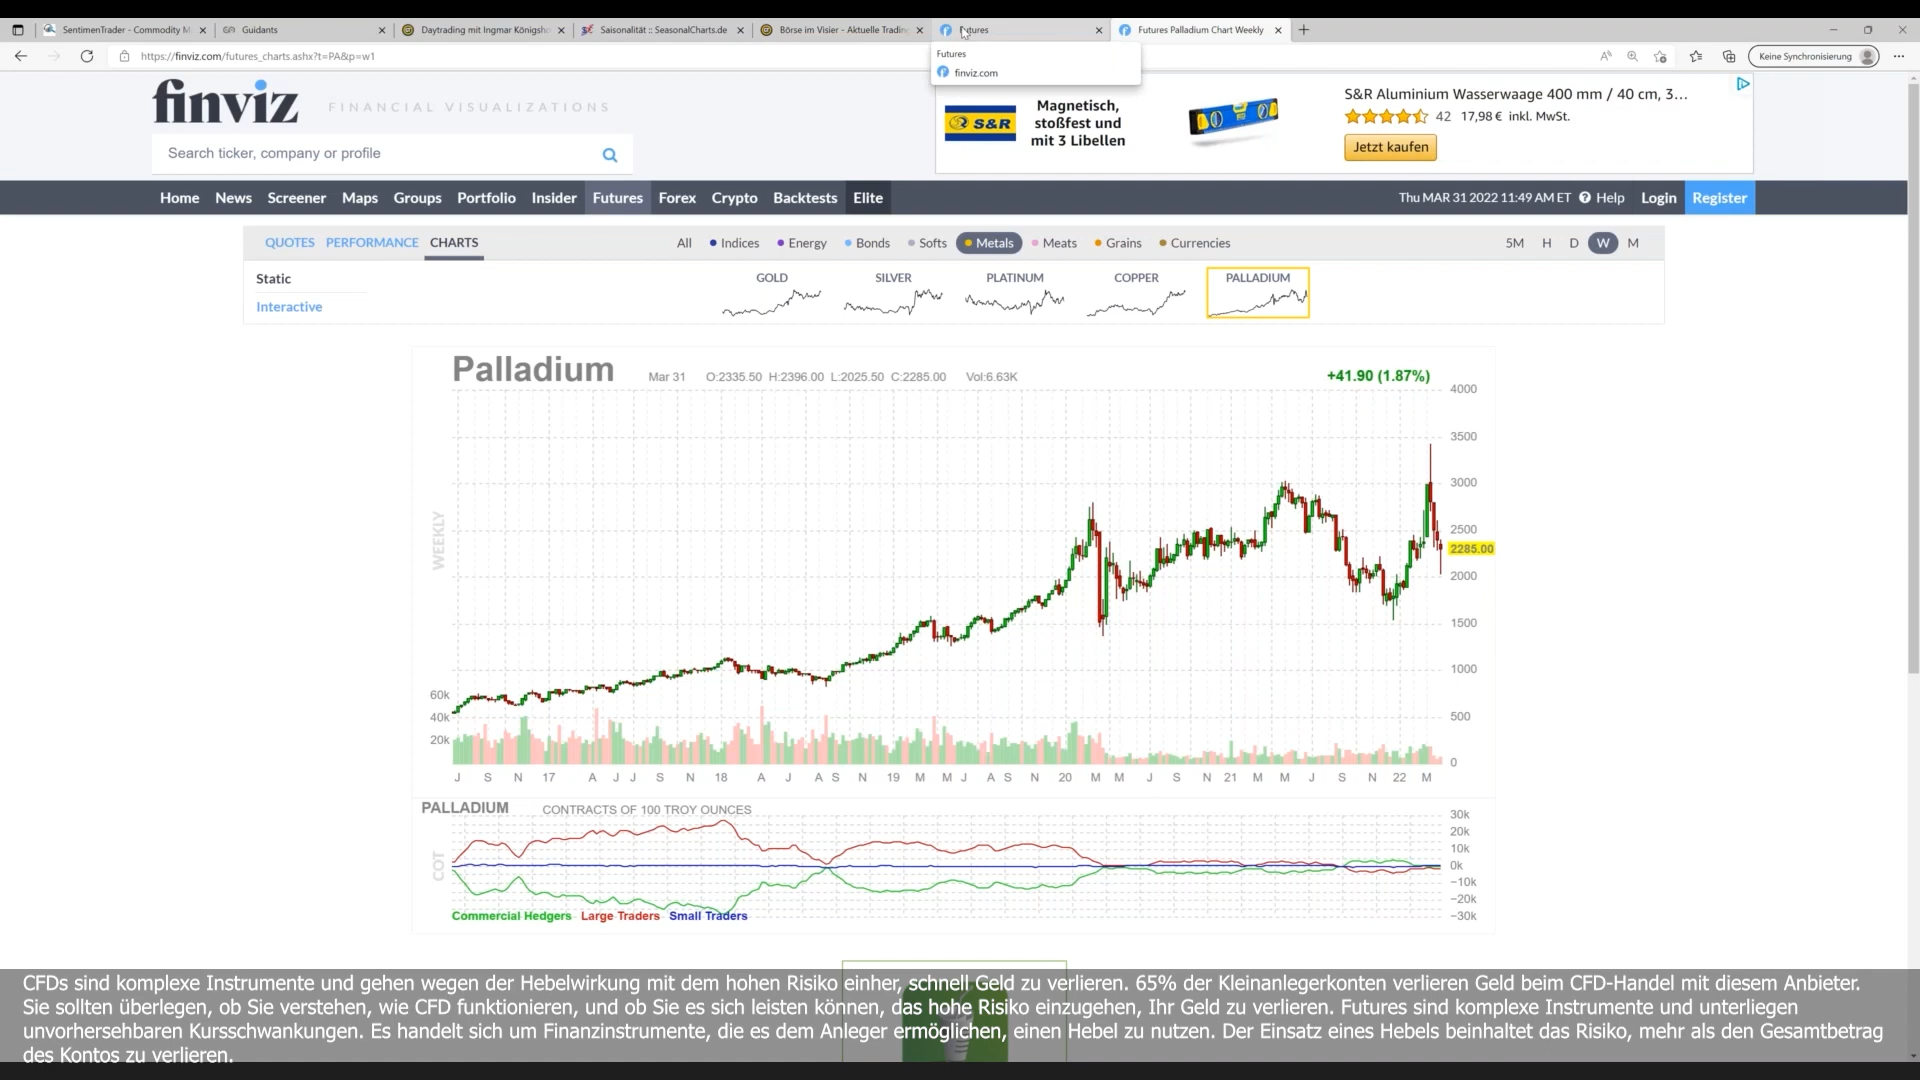 SentimenTrader - Commodity M
Guidants
Daytrading mit Ingmar Königsho
Saisonalität :: SeasonalCharts.de
Börse im Visier - Aktuelle Tradin
Futures
Futures Palladium Chart Weekly
https://finviz.com/futures_charts.ashx?t=PA&p=w1
Keine Synchronisierung
Futures
finviz.com
finviz
FINANCIAL VISUALIZATIONS
Search ticker, company or profile
S&R
Magnetisch,
stoßfest und
mit 3 Libellen
S&R Aluminium Wasserwaage 400 mm / 40 cm, 3...
42 17,98 € inkl. MwSt.
Jetzt kaufen
Home News Screener Maps Groups Portfolio Insider Futures Forex Crypto Backtests Elite
Thu MAR 31 2022 11:49 AM ET Help Login Register
QUOTES PERFORMANCE CHARTS
All Indices Energy Bonds Softs Metals Meats Grains Currencies
5M H D W M
Static
Interactive
GOLD SILVER PLATINUM COPPER PALLADIUM
Palladium Mar 31 O:2335.50 H:2396.00 L:2025.50 C:2285.00 Vol:6.63K +41.90 (1.87%)
4000
3500
3000
2500
2285.00
2000
1500
1000
500
0
WEEKLY
60k
40k
20k
J S N 17 A J J S N 18 A J A S N 19 M M J A S N 20 M M J S N 21 M M J S N 22 M
PALLADIUM CONTRACTS OF 100 TROY OUNCES
30k
20k
10k
0k
-10k
-20k
-30k
COT
Commercial Hedgers Large Traders Small Traders
CFDs sind komplexe Instrumente und gehen wegen der Hebelwirkung mit dem hohen Risiko einher, schnell Geld zu verlieren. 65% der Kleinanlegerkonten verlieren Geld beim CFD-Handel mit diesem Anbieter.
Sie sollten überlegen, ob Sie verstehen, wie CFD funktionieren, und ob Sie es sich leisten können, das hohe Risiko einzugehen, Ihr Geld zu verlieren. Futures sind komplexe Instrumente und unterliegen
unvorhersehbaren Kursschwankungen. Es handelt sich um Finanzinstrumente, die es dem Anleger ermöglichen, einen Hebel zu nutzen. Der Einsatz eines Hebels beinhaltet das Risiko, mehr als den Gesamtbetrag
des Kontos zu verlieren.